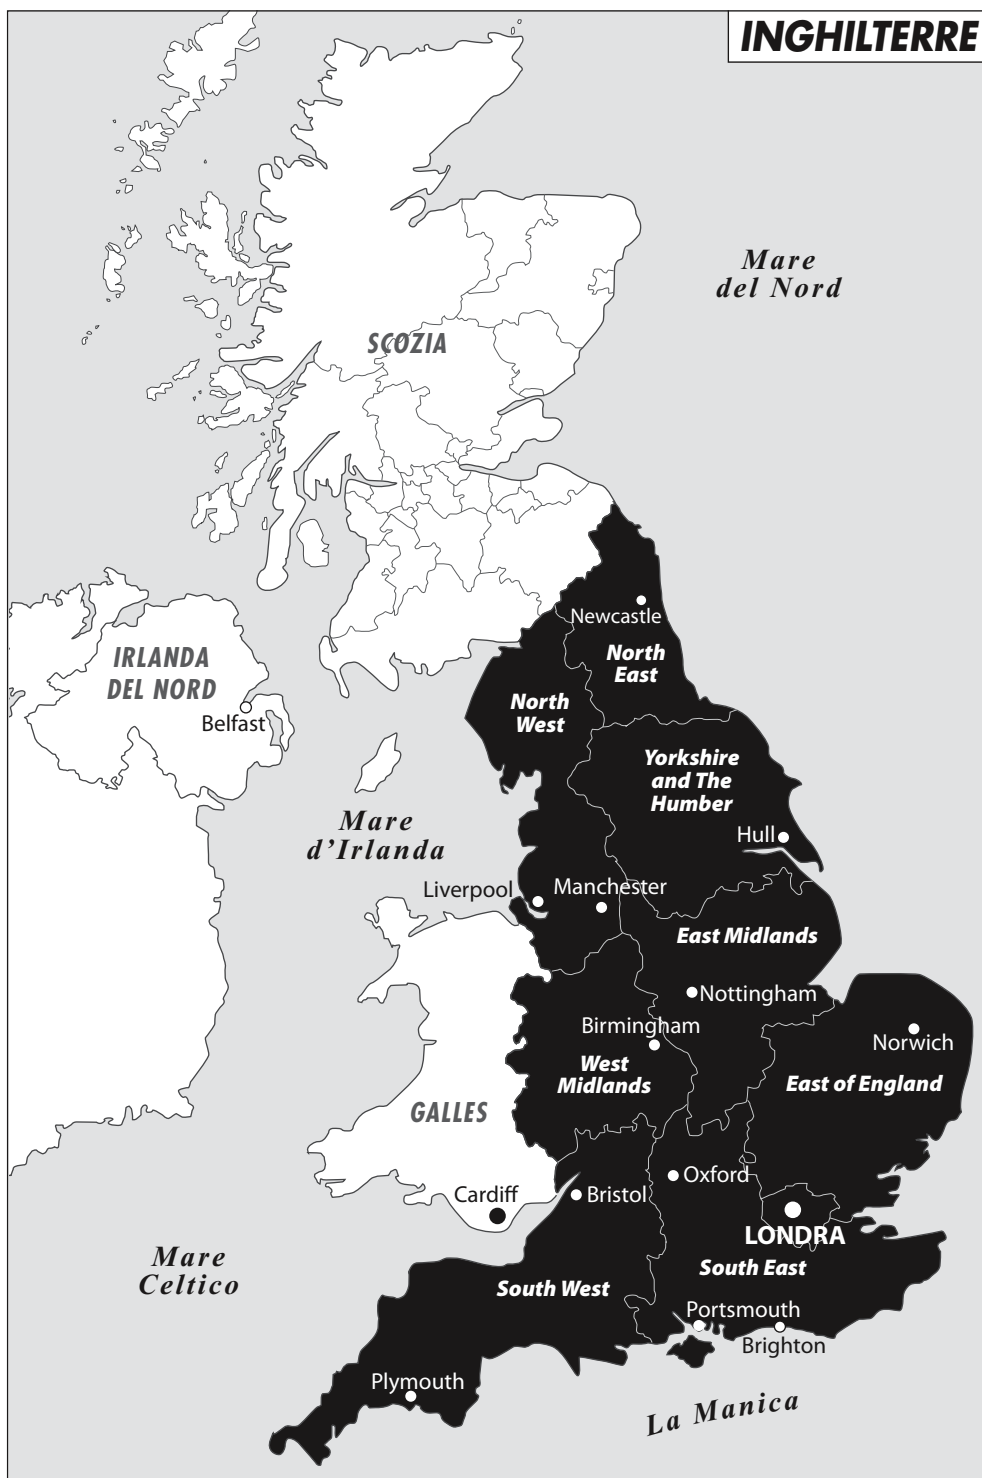 INGHILTERRE
Mare
del Nord
SCOZIA
Newcastle
North
East
IRLANDA
DEL NORD
Belfast
North
West
Yorkshire
and The
Humber
Mare
d'Irlanda
Hull
Liverpool
Manchester
East Midlands
Nottingham
Birmingham
Norwich
West
Midlands
East of England
GALLES
Oxford
Cardiff
Bristol
LONDRA
Mare
Celtico
South West
South East
Portsmouth
Brighton
Plymouth
La Manica